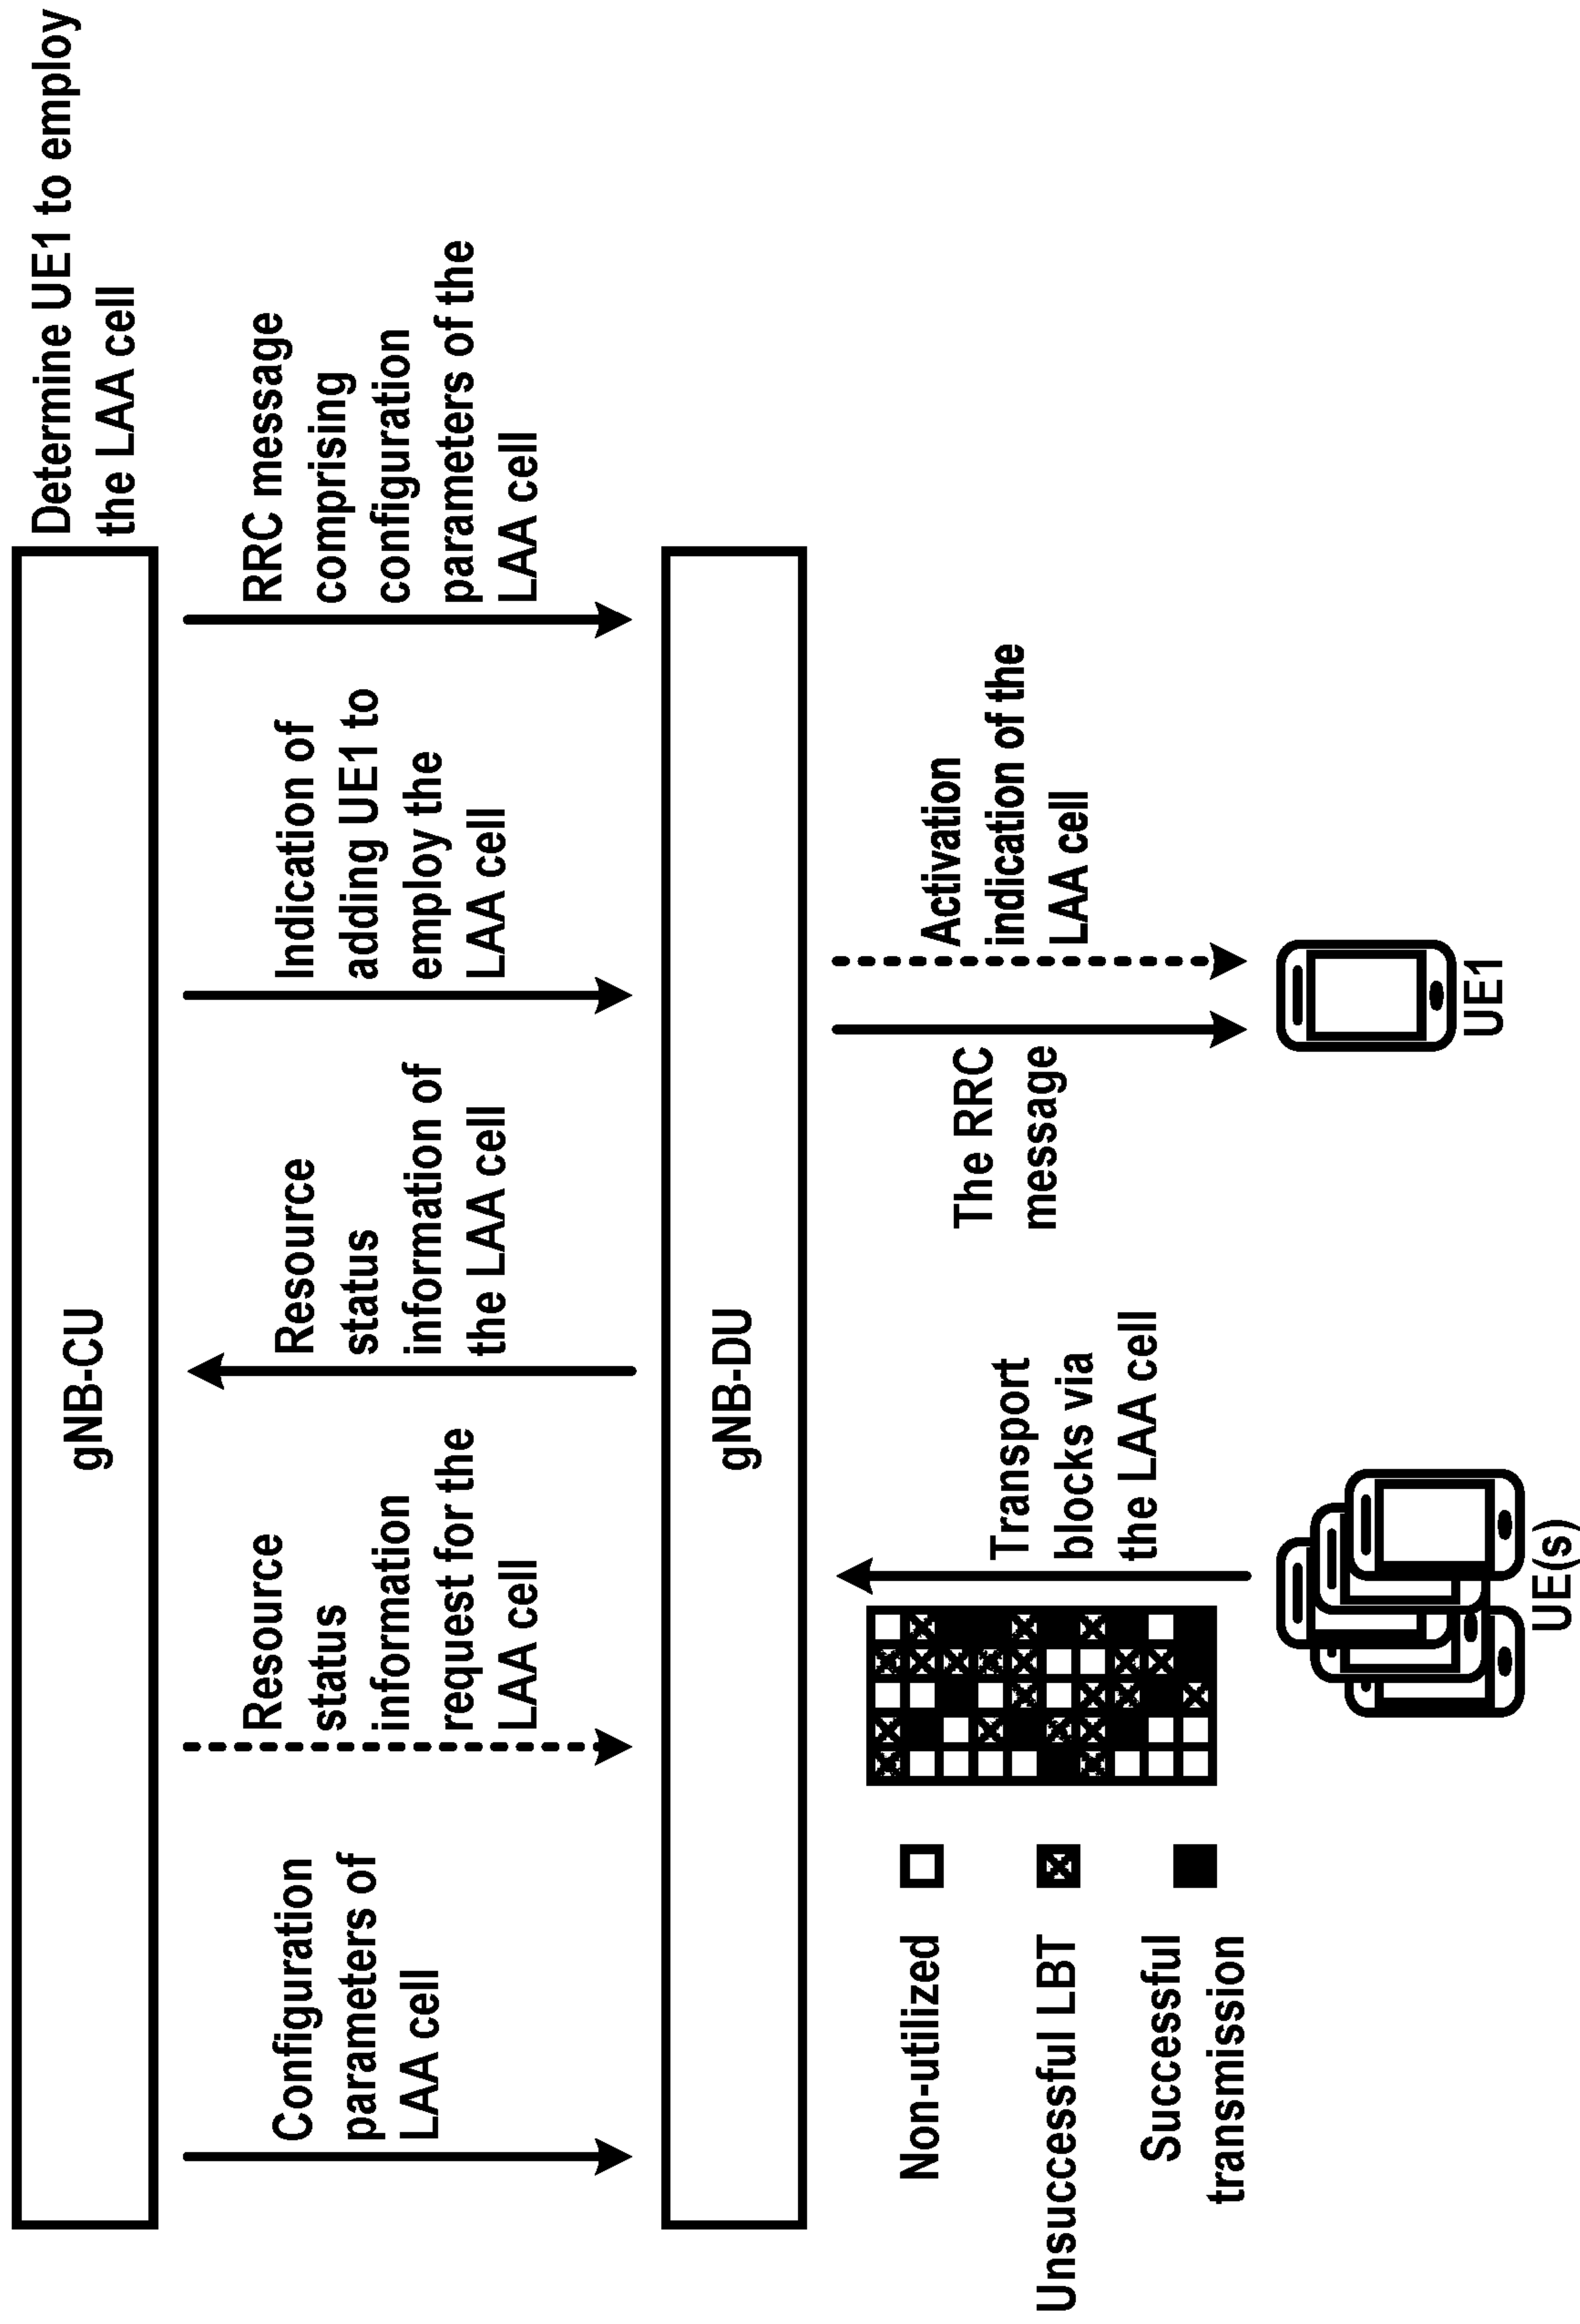 gNB-CU
Determine UE1 to employ
the LAA cell
Configuration
parameters of
LAA cell
Resource
status
information
request for the
LAA cell
Resource
status
information of
the LAA cell
Indication of
adding UE1 to
employ the
LAA cell
RRC message
comprising
configuration
parameters of the
LAA cell
gNB-DU
Non-utilized
Unsuccessful LBT
Successful
transmission
Transport
blocks via
the LAA cell
UE(s)
The RRC
message
Activation
indication of the
LAA cell
UE1